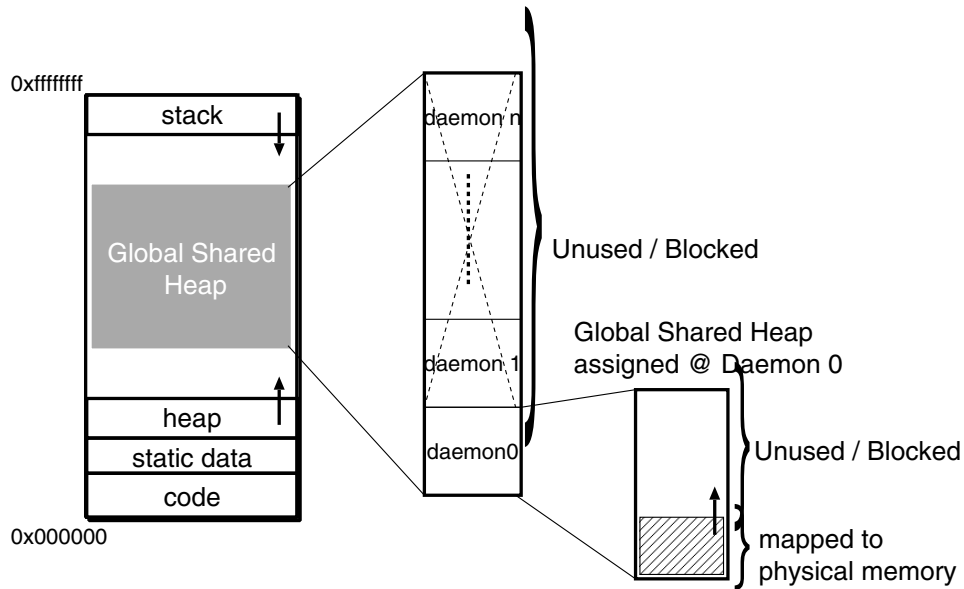 0xffffffff
stack
Global Shared
Heap
heap
static data
code
0x000000
daemon n
daemon 1
daemon0
Unused / Blocked
Global Shared Heap
assigned @ Daemon 0
Unused / Blocked
mapped to
physical memory